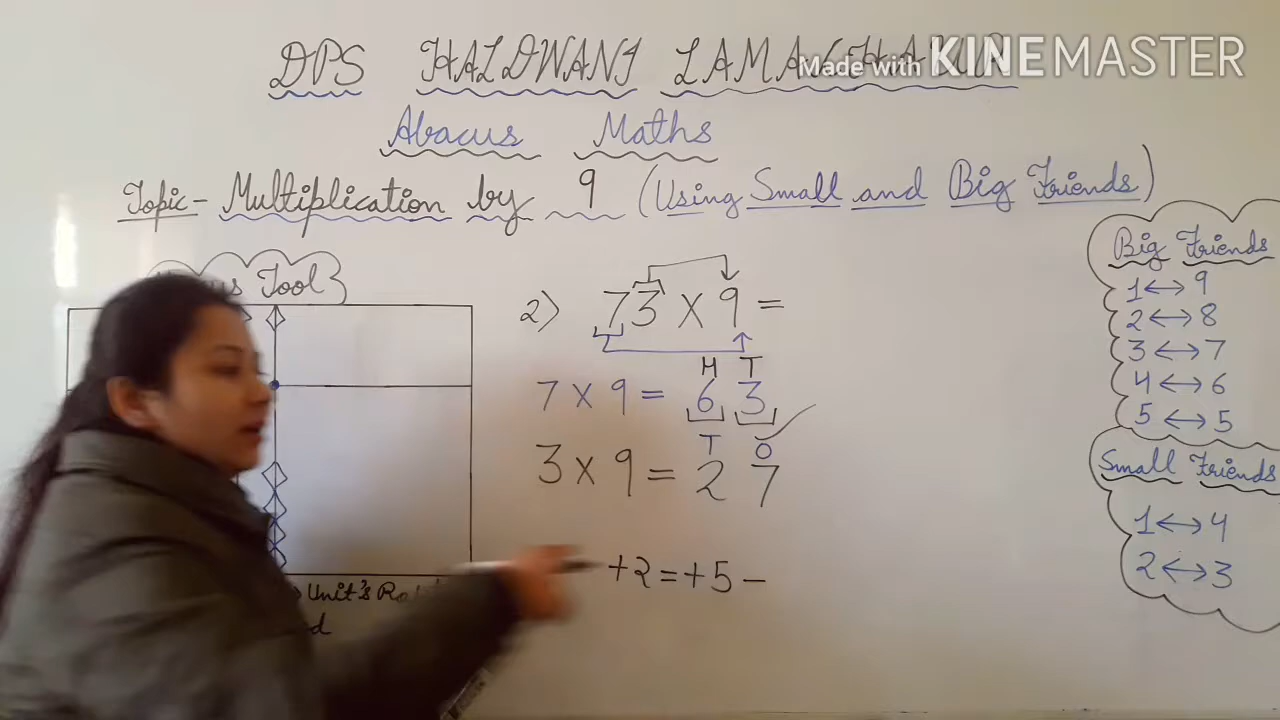 DPS HALDWANI
Made with KINEMASTER
Abacus Maths
Topic- Multiplication by 9 (Using Small and Big Friends)
Tool
2) 73 X 9 =
H T
7 X 9 = 6 3
T O
3 X 9 = 2 7
+2=+5-
Unit's
Big Friends
1<->9
2<->8
3<->7
4<->6
5<->5
Small Friends
1<->4
2<->3